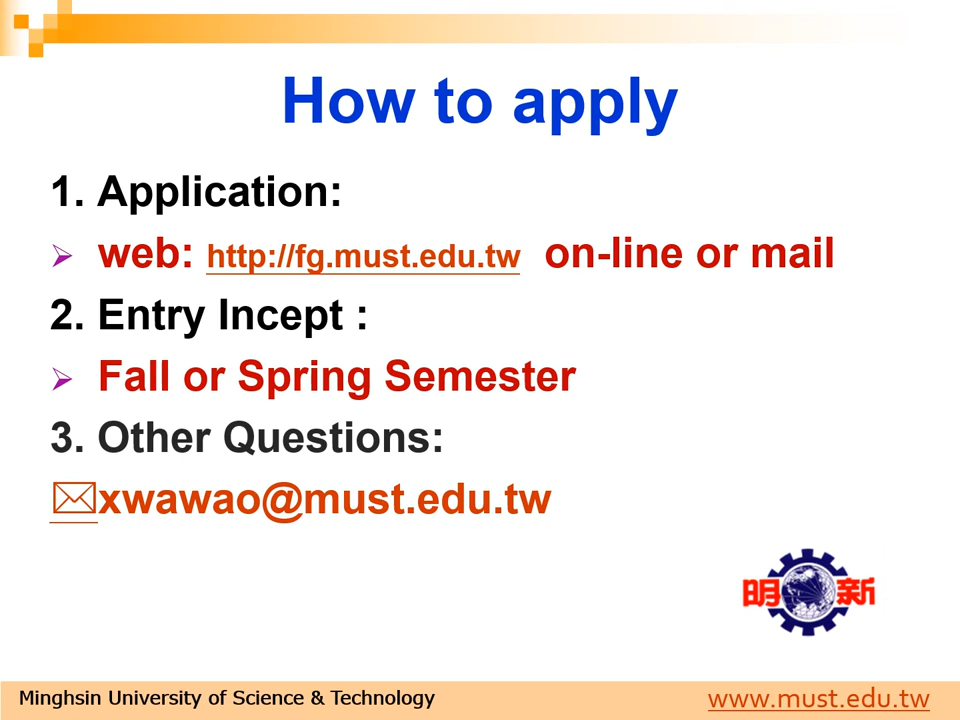 How to apply
1. Application:
web: http://fg.must.edu.tw on-line or mail
2. Entry Incept :
Fall or Spring Semester
3. Other Questions:
xwawao@must.edu.tw
明新
Minghsin University of Science & Technology
www.must.edu.tw